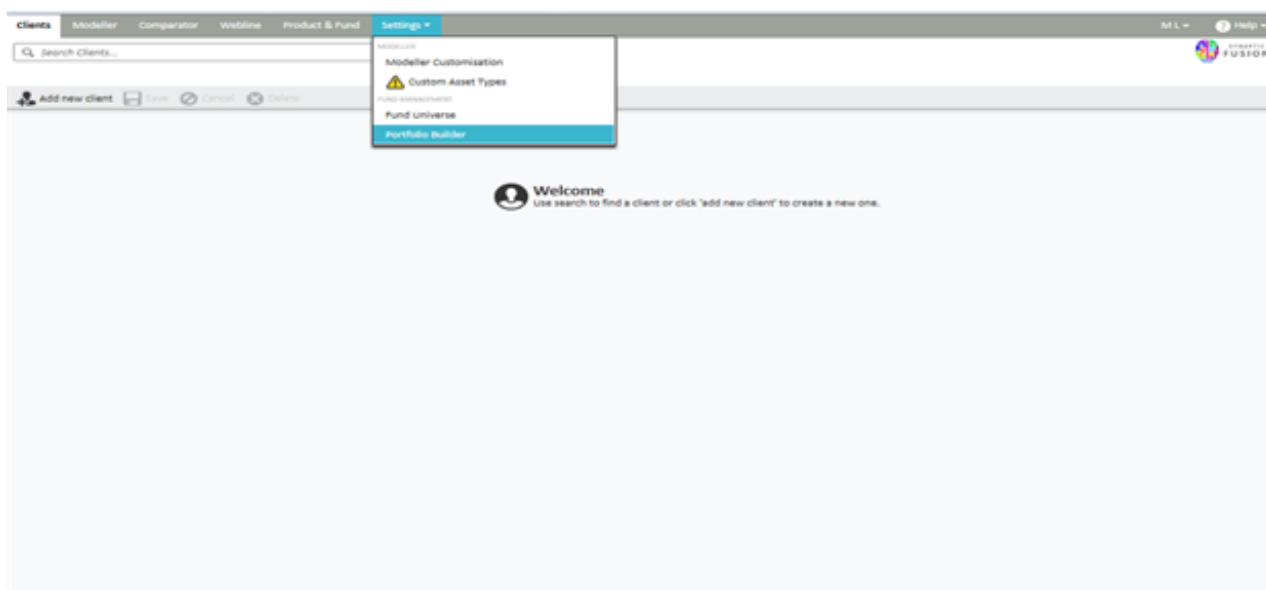 Clients Modeller Comparator Webline Product & Fund Settings M L Help
Search Clients...
SYNAPTIC
FUSION
MODELLER
Modeller Customisation
Custom Asset Types
FUND MANAGEMENT
Fund Universe
Portfolio Builder
Add new client Save Cancel Delete
Welcome
Use search to find a client or click 'add new client' to create a new one.